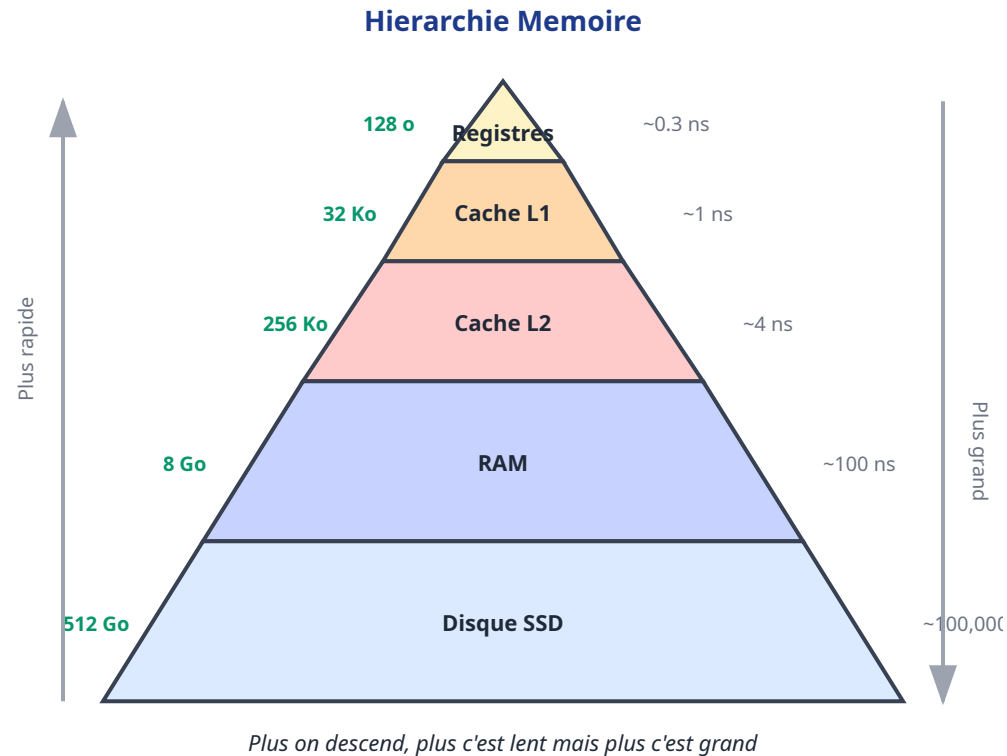 Hierarchie Memoire
128 o
Registres
~0.3 ns
32 Ko
Cache L1
~1 ns
256 Ko
Cache L2
~4 ns
Plus rapide
8 Go
RAM
~100 ns
Plus grand
512 Go
Disque SSD
~100,000
Plus on descend, plus c'est lent mais plus c'est grand